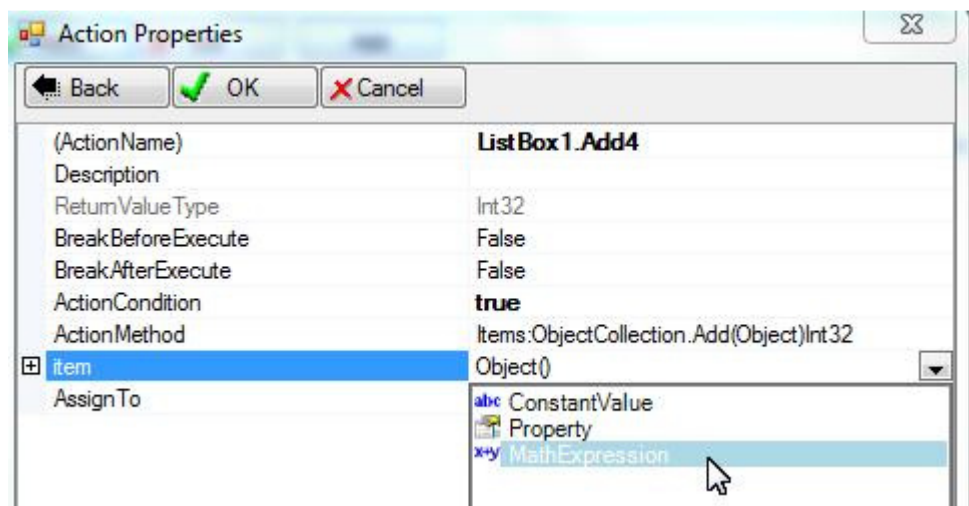 Action Properties
Back OK Cancel
(ActionName) ListBox1.Add4
Description
ReturnValueType Int32
BreakBeforeExecute False
BreakAfterExecute False
ActionCondition true
ActionMethod Items:ObjectCollection.Add(Object)Int32
item Object()
AssignTo
abc ConstantValue
Property
x+y MathExpression